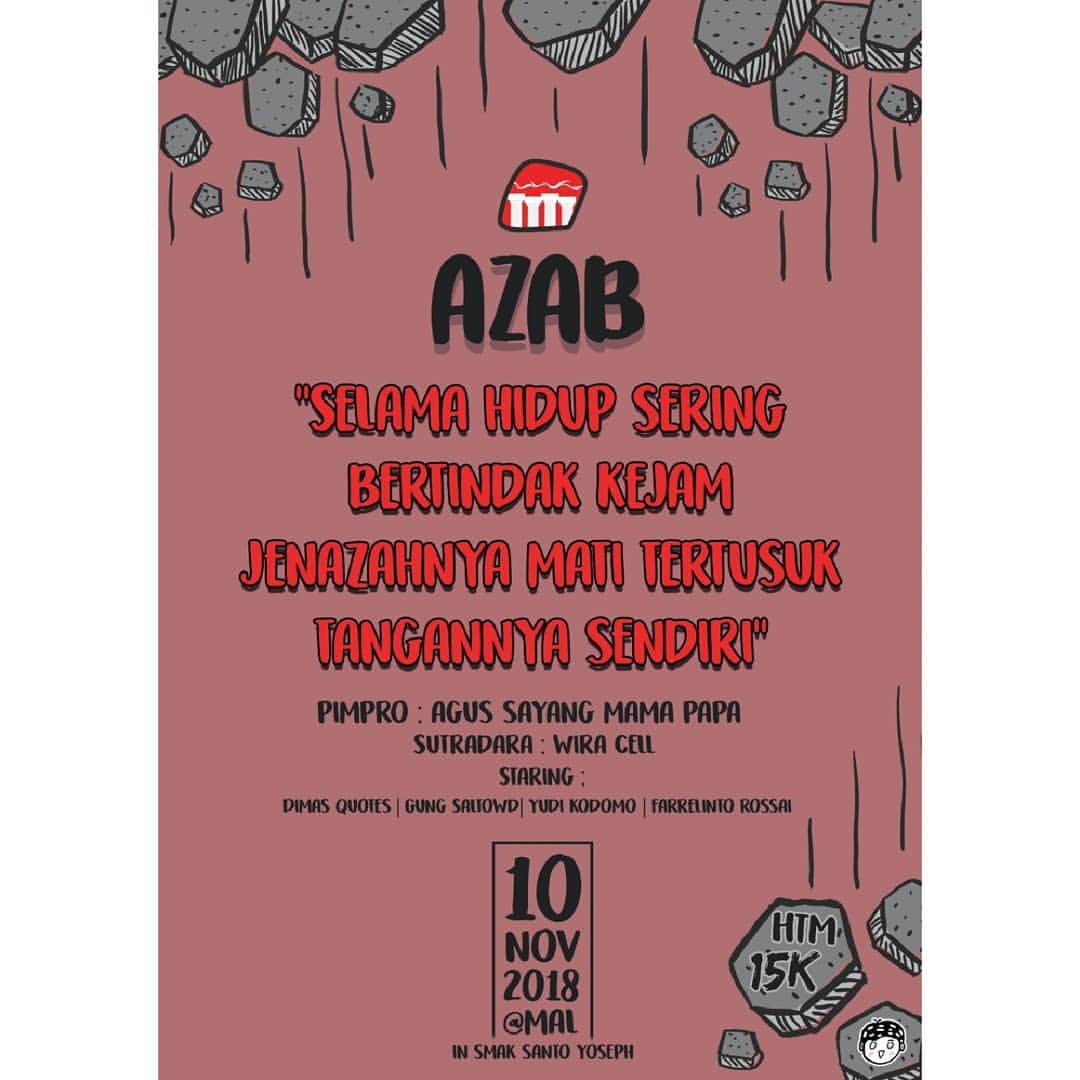 AZAB
"SELAMA HIDUP SERING
BERTINDAK KEJAM
JENAZAHNYA MATI TERTUSUK
TANGANNYA SENDIRI"
PIMPRO : AGUS SAYANG MAMA PAPA
SUTRADARA : WIRA CELL
STARING :
DIMAS QUOTES | GUNG SALTOWD | YUDI KODOMO | FARRELINTO ROSSAI
10
NOV
2018
@MAL
IN SMAK SANTO YOSEPH
HTM
15K